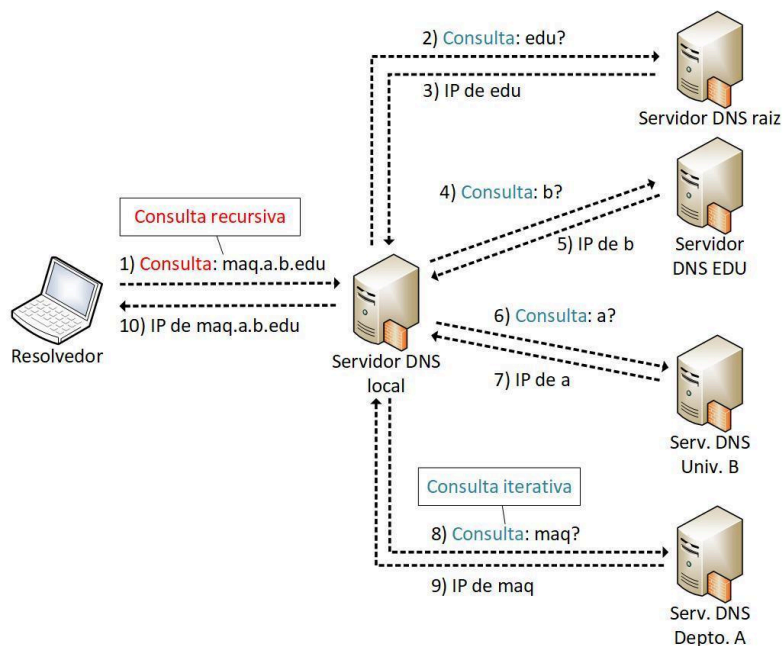 2) Consulta: edu?
3) IP de edu
Servidor DNS raiz
Consulta recursiva
4) Consulta: b?
5) IP de b
Servidor
DNS EDU
1) Consulta: maq.a.b.edu
10) IP de maq.a.b.edu
Resolvedor
Servidor DNS
local
6) Consulta: a?
7) IP de a
Serv. DNS
Univ. B
Consulta iterativa
8) Consulta: maq?
9) IP de maq
Serv. DNS
Depto. A